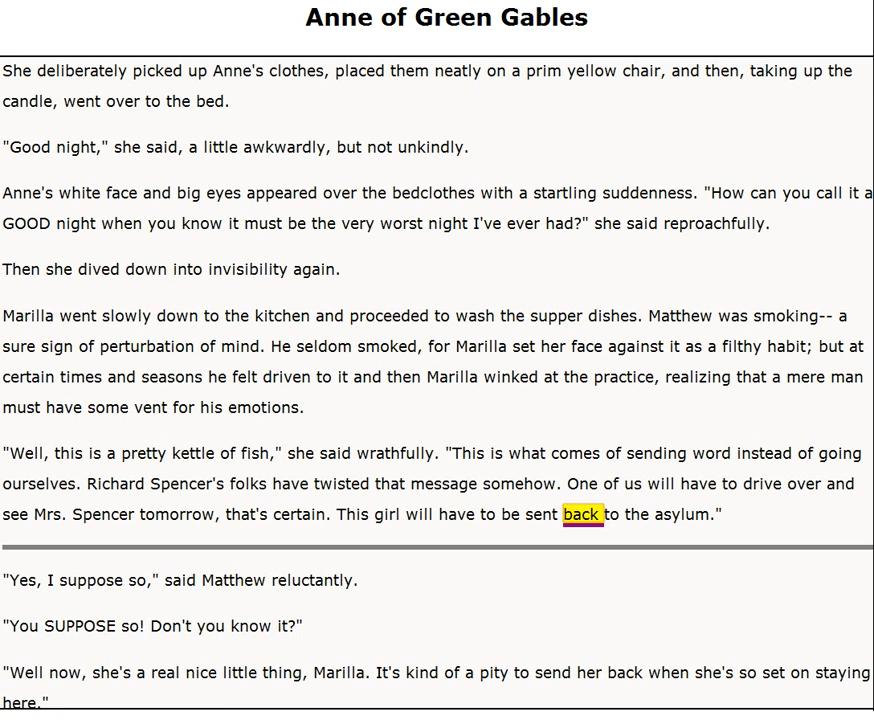 Anne of Green Gables
She deliberately picked up Anne's clothes, placed them neatly on a prim yellow chair, and then, taking up the
candle, went over to the bed.
"Good night," she said, a little awkwardly, but not unkindly.
Anne's white face and big eyes appeared over the bedclothes with a startling suddenness. "How can you call it a
GOOD night when you know it must be the very worst night I've ever had?" she said reproachfully.
Then she dived down into invisibility again.
Marilla went slowly down to the kitchen and proceeded to wash the supper dishes. Matthew was smoking-- a
sure sign of perturbation of mind. He seldom smoked, for Marilla set her face against it as a filthy habit; but at
certain times and seasons he felt driven to it and then Marilla winked at the practice, realizing that a mere man
must have some vent for his emotions.
"Well, this is a pretty kettle of fish," she said wrathfully. "This is what comes of sending word instead of going
ourselves. Richard Spencer's folks have twisted that message somehow. One of us will have to drive over and
see Mrs. Spencer tomorrow, that's certain. This girl will have to be sent back to the asylum."
"Yes, I suppose so," said Matthew reluctantly.
"You SUPPOSE so! Don't you know it?"
"Well now, she's a real nice little thing, Marilla. It's kind of a pity to send her back when she's so set on staying
here."